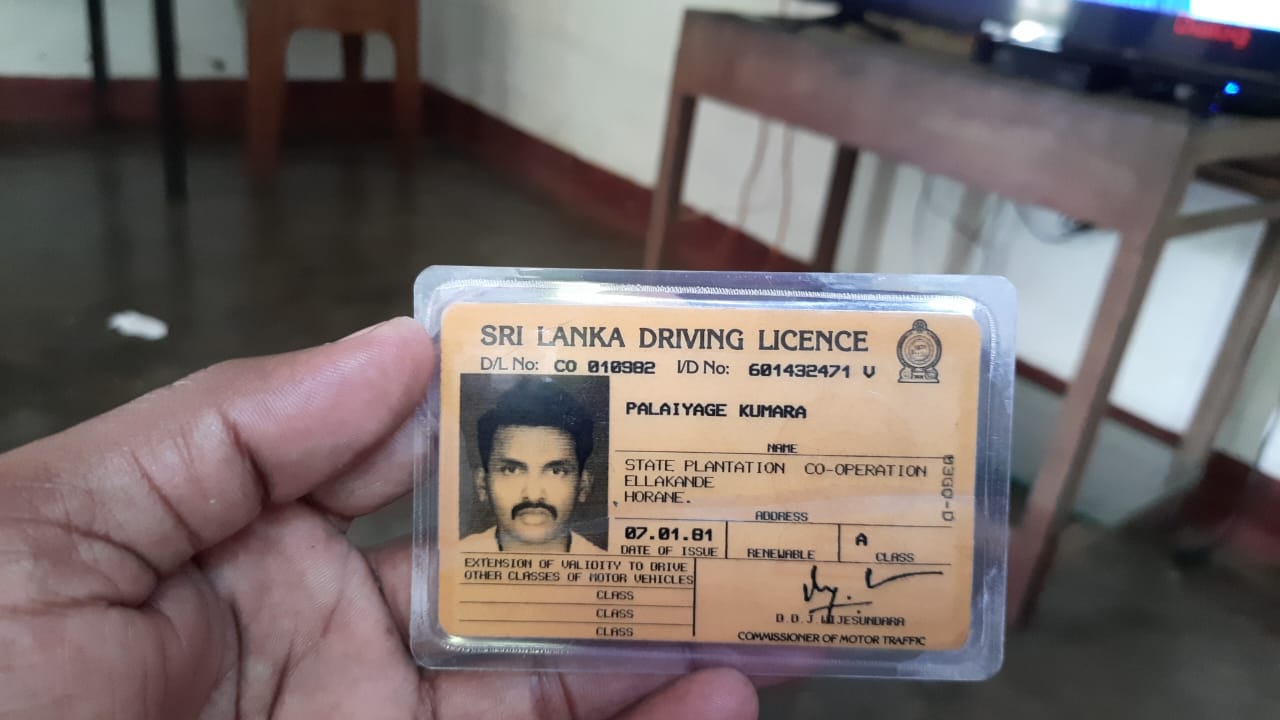 SRI LANKA DRIVING LICENCE
D/L No: CO 010982 I/D No: 601432471 V
PALAIYAGE KUMARA
NAME
STATE PLANTATION CO-OPERATION
ELLAKANDE
HORANE.
ADDRESS
07.01.81
DATE OF ISSUE
RENEWABLE
A
CLASS
EXTENSION OF VALIDITY TO DRIVE
OTHER CLASSES OF MOTOR VEHICLES
CLASS
CLASS
CLASS
D.D.J.WIJESUNDARA
COMMISSIONER OF MOTOR TRAFFIC